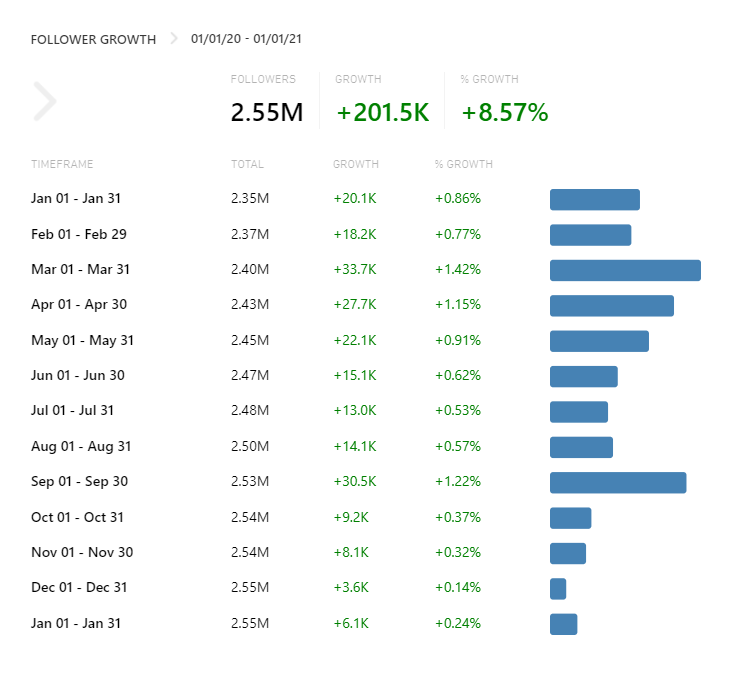 FOLLOWER GROWTH 01/01/20 - 01/01/21
FOLLOWERS GROWTH % GROWTH
2.55M +201.5K +8.57%
TIMEFRAME TOTAL GROWTH % GROWTH
Jan 01 - Jan 31 2.35M +20.1K +0.86%
Feb 01 - Feb 29 2.37M +18.2K +0.77%
Mar 01 - Mar 31 2.40M +33.7K +1.42%
Apr 01 - Apr 30 2.43M +27.7K +1.15%
May 01 - May 31 2.45M +22.1K +0.91%
Jun 01 - Jun 30 2.47M +15.1K +0.62%
Jul 01 - Jul 31 2.48M +13.0K +0.53%
Aug 01 - Aug 31 2.50M +14.1K +0.57%
Sep 01 - Sep 30 2.53M +30.5K +1.22%
Oct 01 - Oct 31 2.54M +9.2K +0.37%
Nov 01 - Nov 30 2.54M +8.1K +0.32%
Dec 01 - Dec 31 2.55M +3.6K +0.14%
Jan 01 - Jan 31 2.55M +6.1K +0.24%